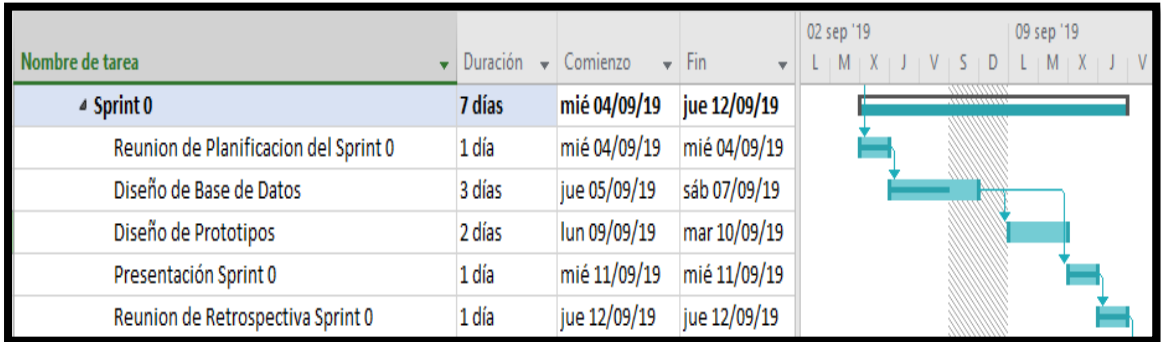 02 sep '19 09 sep '19
Nombre de tarea Duración Comienzo Fin L M X J V S D L M X J V
Sprint 0 7 días mié 04/09/19 jue 12/09/19
Reunion de Planificacion del Sprint 0 1 día mié 04/09/19 mié 04/09/19
Diseño de Base de Datos 3 días jue 05/09/19 sáb 07/09/19
Diseño de Prototipos 2 días lun 09/09/19 mar 10/09/19
Presentación Sprint 0 1 día mié 11/09/19 mié 11/09/19
Reunion de Retrospectiva Sprint 0 1 día jue 12/09/19 jue 12/09/19